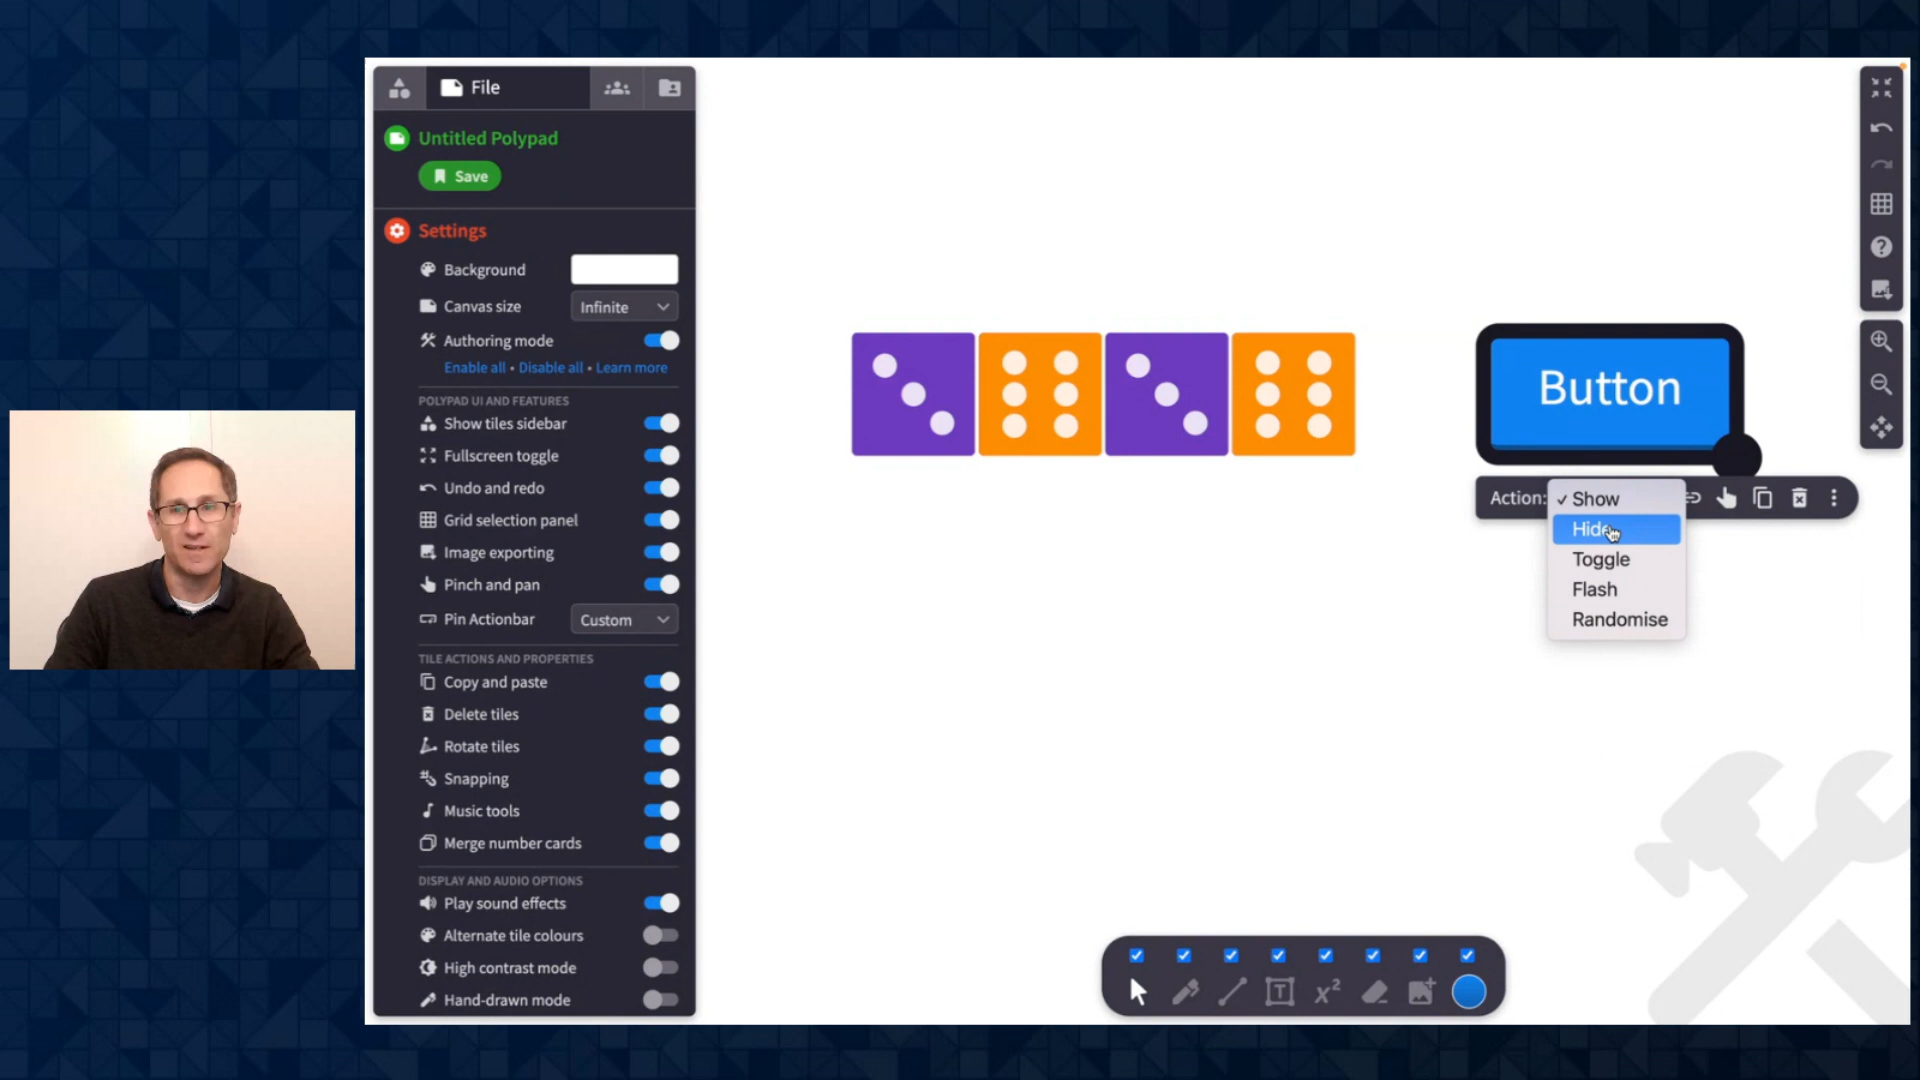 File
Untitled Polypad
Save
Settings
Background
Canvas size Infinite
Authoring mode
Enable all • Disable all • Learn more
POLYPAD UI AND FEATURES
Show tiles sidebar
Fullscreen toggle
Undo and redo
Grid selection panel
Image exporting
Pinch and pan
Pin Actionbar Custom
TILE ACTIONS AND PROPERTIES
Copy and paste
Delete tiles
Rotate tiles
Snapping
Music tools
Merge number cards
DISPLAY AND AUDIO OPTIONS
Play sound effects
Alternate tile colours
High contrast mode
Hand-drawn mode
Button
Action: ✓ Show
Hide
Toggle
Flash
Randomise
T x²